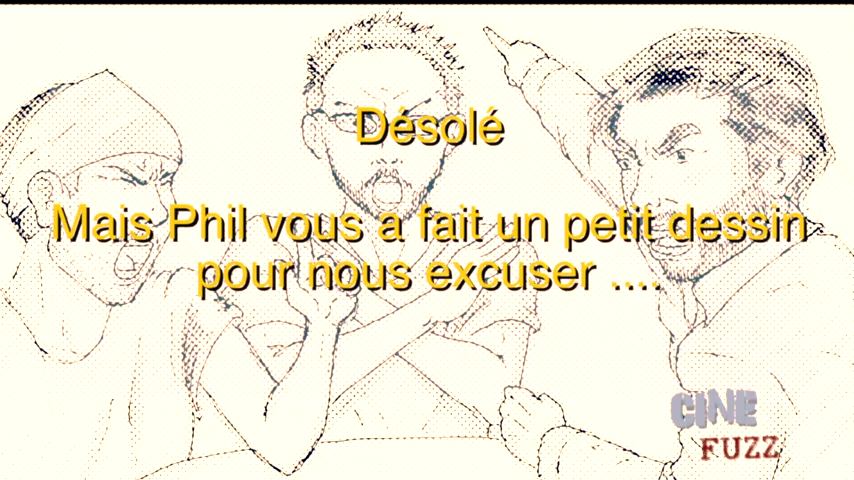 Désolé
Mais Phil vous a fait un petit dessin
pour nous excuser ....
CINE
FUZZ